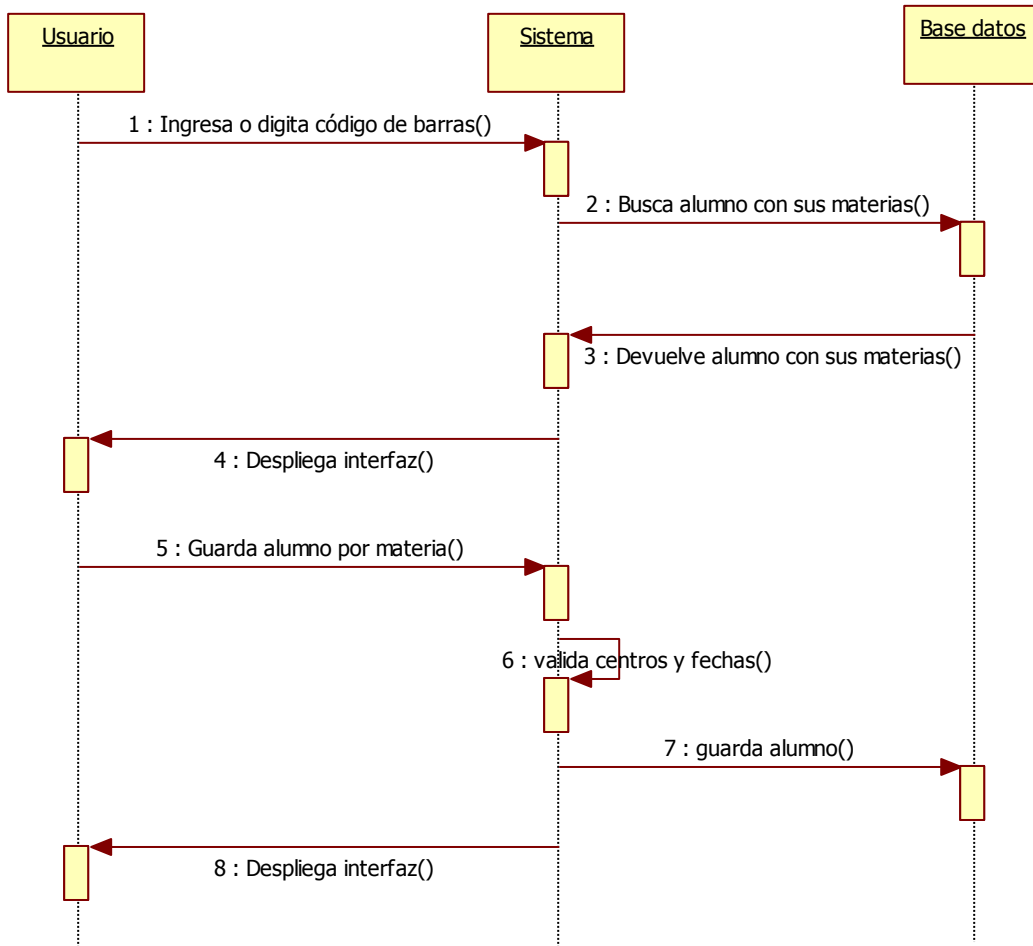 Usuario
Sistema
Base datos
1 : Ingresa o digita código de barras()
2 : Busca alumno con sus materias()
3 : Devuelve alumno con sus materias()
4 : Despliega interfaz()
5 : Guarda alumno por materia()
6 : valida centros y fechas()
7 : guarda alumno()
8 : Despliega interfaz()